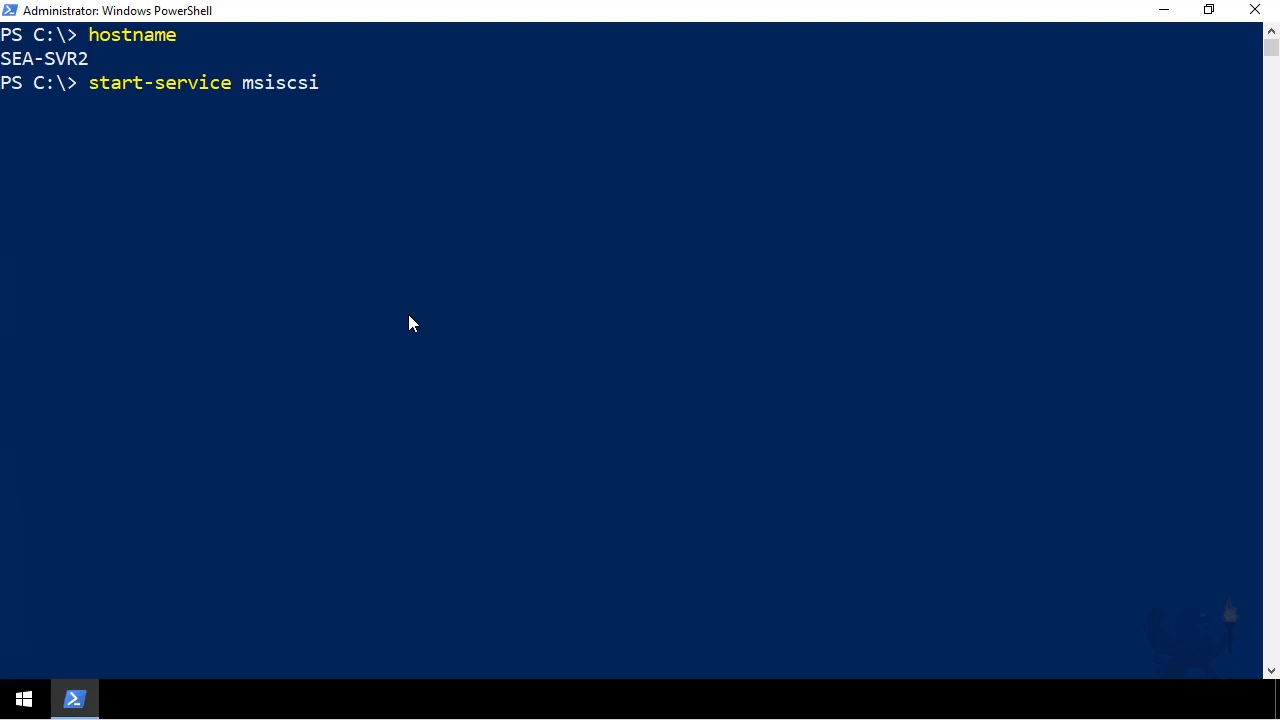 Administrator: Windows PowerShell
PS C:\> hostname
SEA-SVR2
PS C:\> start-service msiscsi